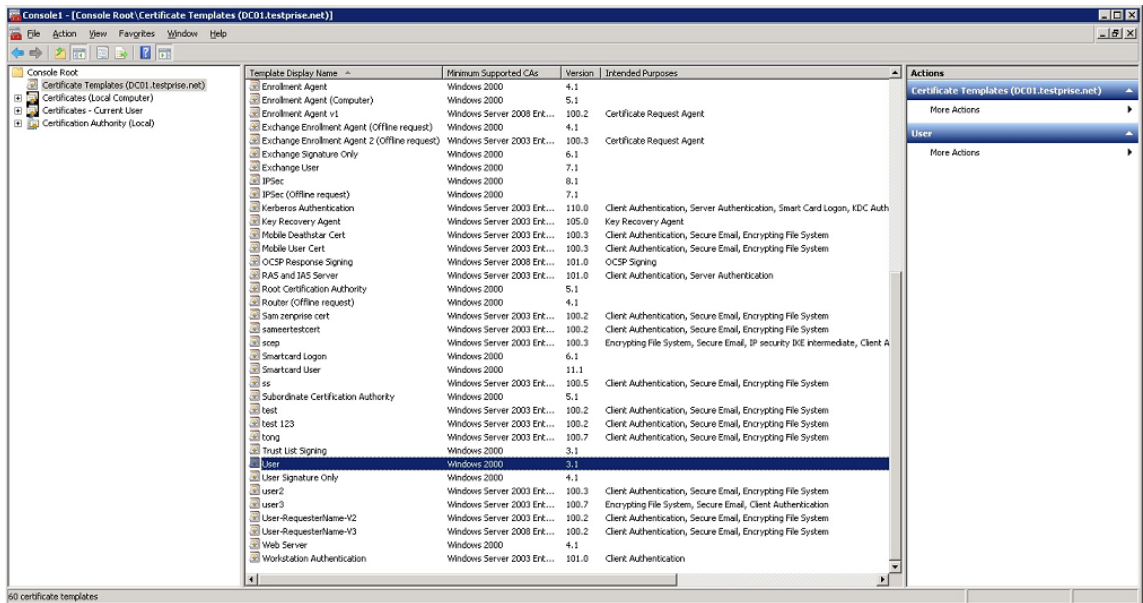 Console1 - [Console Root\Certificate Templates (DC01.testprise.net)]
File Action View Favorites Window Help
Console Root
Certificate Templates (DC01.testprise.net)
Certificates (Local Computer)
Certificates - Current User
Certification Authority (Local)
Template Display Name Minimum Supported CAs Version Intended Purposes
Enrollment Agent Windows 2000 4.1
Enrollment Agent (Computer) Windows 2000 5.1
Enrollment Agent v1 Windows Server 2008 Ent... 100.2 Certificate Request Agent
Exchange Enrollment Agent (Offline request) Windows 2000 4.1
Exchange Enrollment Agent 2 (Offline request) Windows Server 2003 Ent... 100.3 Certificate Request Agent
Exchange Signature Only Windows 2000 6.1
Exchange User Windows 2000 7.1
IPSec Windows 2000 8.1
IPSec (Offline request) Windows 2000 7.1
Kerberos Authentication Windows Server 2003 Ent... 110.0 Client Authentication, Server Authentication, Smart Card Logon, KDC Auth
Key Recovery Agent Windows Server 2003 Ent... 105.0 Key Recovery Agent
Mobile Deathstar Cert Windows Server 2003 Ent... 100.3 Client Authentication, Secure Email, Encrypting File System
Mobile User Cert Windows Server 2003 Ent... 100.3 Client Authentication, Secure Email, Encrypting File System
OCSP Response Signing Windows Server 2008 Ent... 101.0 OCSP Signing
RAS and IAS Server Windows Server 2003 Ent... 101.0 Client Authentication, Server Authentication
Root Certification Authority Windows 2000 5.1
Router (Offline request) Windows 2000 4.1
Sam zenprise cert Windows Server 2003 Ent... 100.2 Client Authentication, Secure Email, Encrypting File System
sameertestcert Windows Server 2003 Ent... 100.2 Client Authentication, Secure Email, Encrypting File System
scep Windows Server 2003 Ent... 100.3 Encrypting File System, Secure Email, IP security IKE intermediate, Client A
Smartcard Logon Windows 2000 6.1
Smartcard User Windows 2000 11.1
ss Windows Server 2003 Ent... 100.5 Client Authentication, Secure Email, Encrypting File System
Subordinate Certification Authority Windows 2000 5.1
test Windows Server 2003 Ent... 100.2 Client Authentication, Secure Email, Encrypting File System
test 123 Windows Server 2003 Ent... 100.2 Client Authentication, Secure Email, Encrypting File System
tong Windows Server 2003 Ent... 100.7 Client Authentication, Secure Email, Encrypting File System
Trust List Signing Windows 2000 3.1
User Windows 2000 3.1
User Signature Only Windows 2000 4.1
user2 Windows Server 2003 Ent... 100.3 Client Authentication, Secure Email, Encrypting File System
user3 Windows Server 2003 Ent... 100.7 Encrypting File System, Secure Email, Client Authentication
User-RequesterName-V2 Windows Server 2003 Ent... 100.2 Client Authentication, Secure Email, Encrypting File System
User-RequesterName-V3 Windows Server 2008 Ent... 100.2 Client Authentication, Secure Email, Encrypting File System
Web Server Windows 2000 4.1
Workstation Authentication Windows Server 2003 Ent... 101.0 Client Authentication
Actions
Certificate Templates (DC01.testprise.net)
More Actions
User
More Actions
60 certificate templates